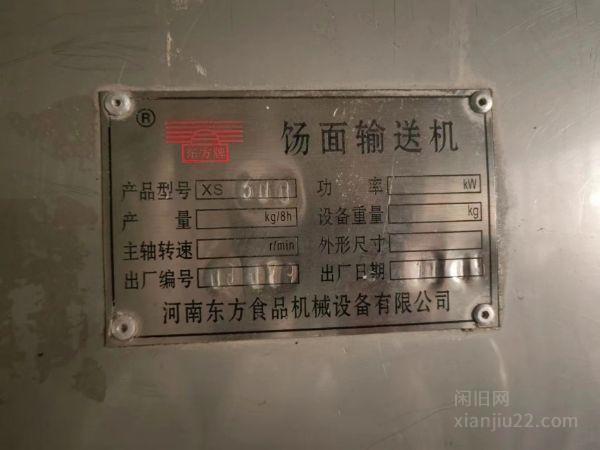 ®
东方牌
饧面输送机
产品型号 XS 功 率 kW
产 量 kg/8h 设备重量 kg
主轴转速 r/min 外形尺寸
出厂编号 出厂日期
河南东方食品机械设备有限公司
闲旧网
xianjiu22.com